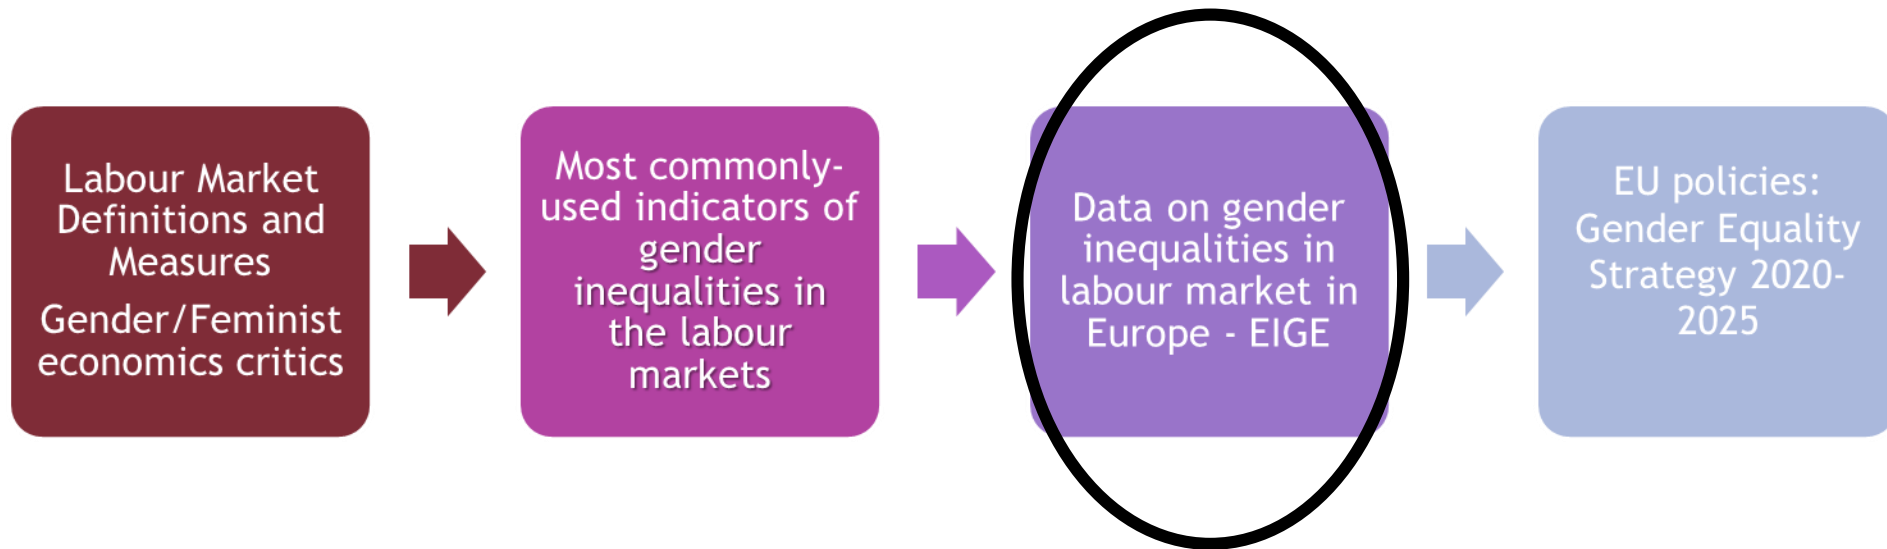 Labour Market
Definitions and
Measures
Gender/Feminist
economics critics
Most commonly-
used indicators of
gender
inequalities in
the labour
markets
Data on gender
inequalities in
labour market in
Europe - EIGE
EU policies:
Gender Equality
Strategy 2020-
2025